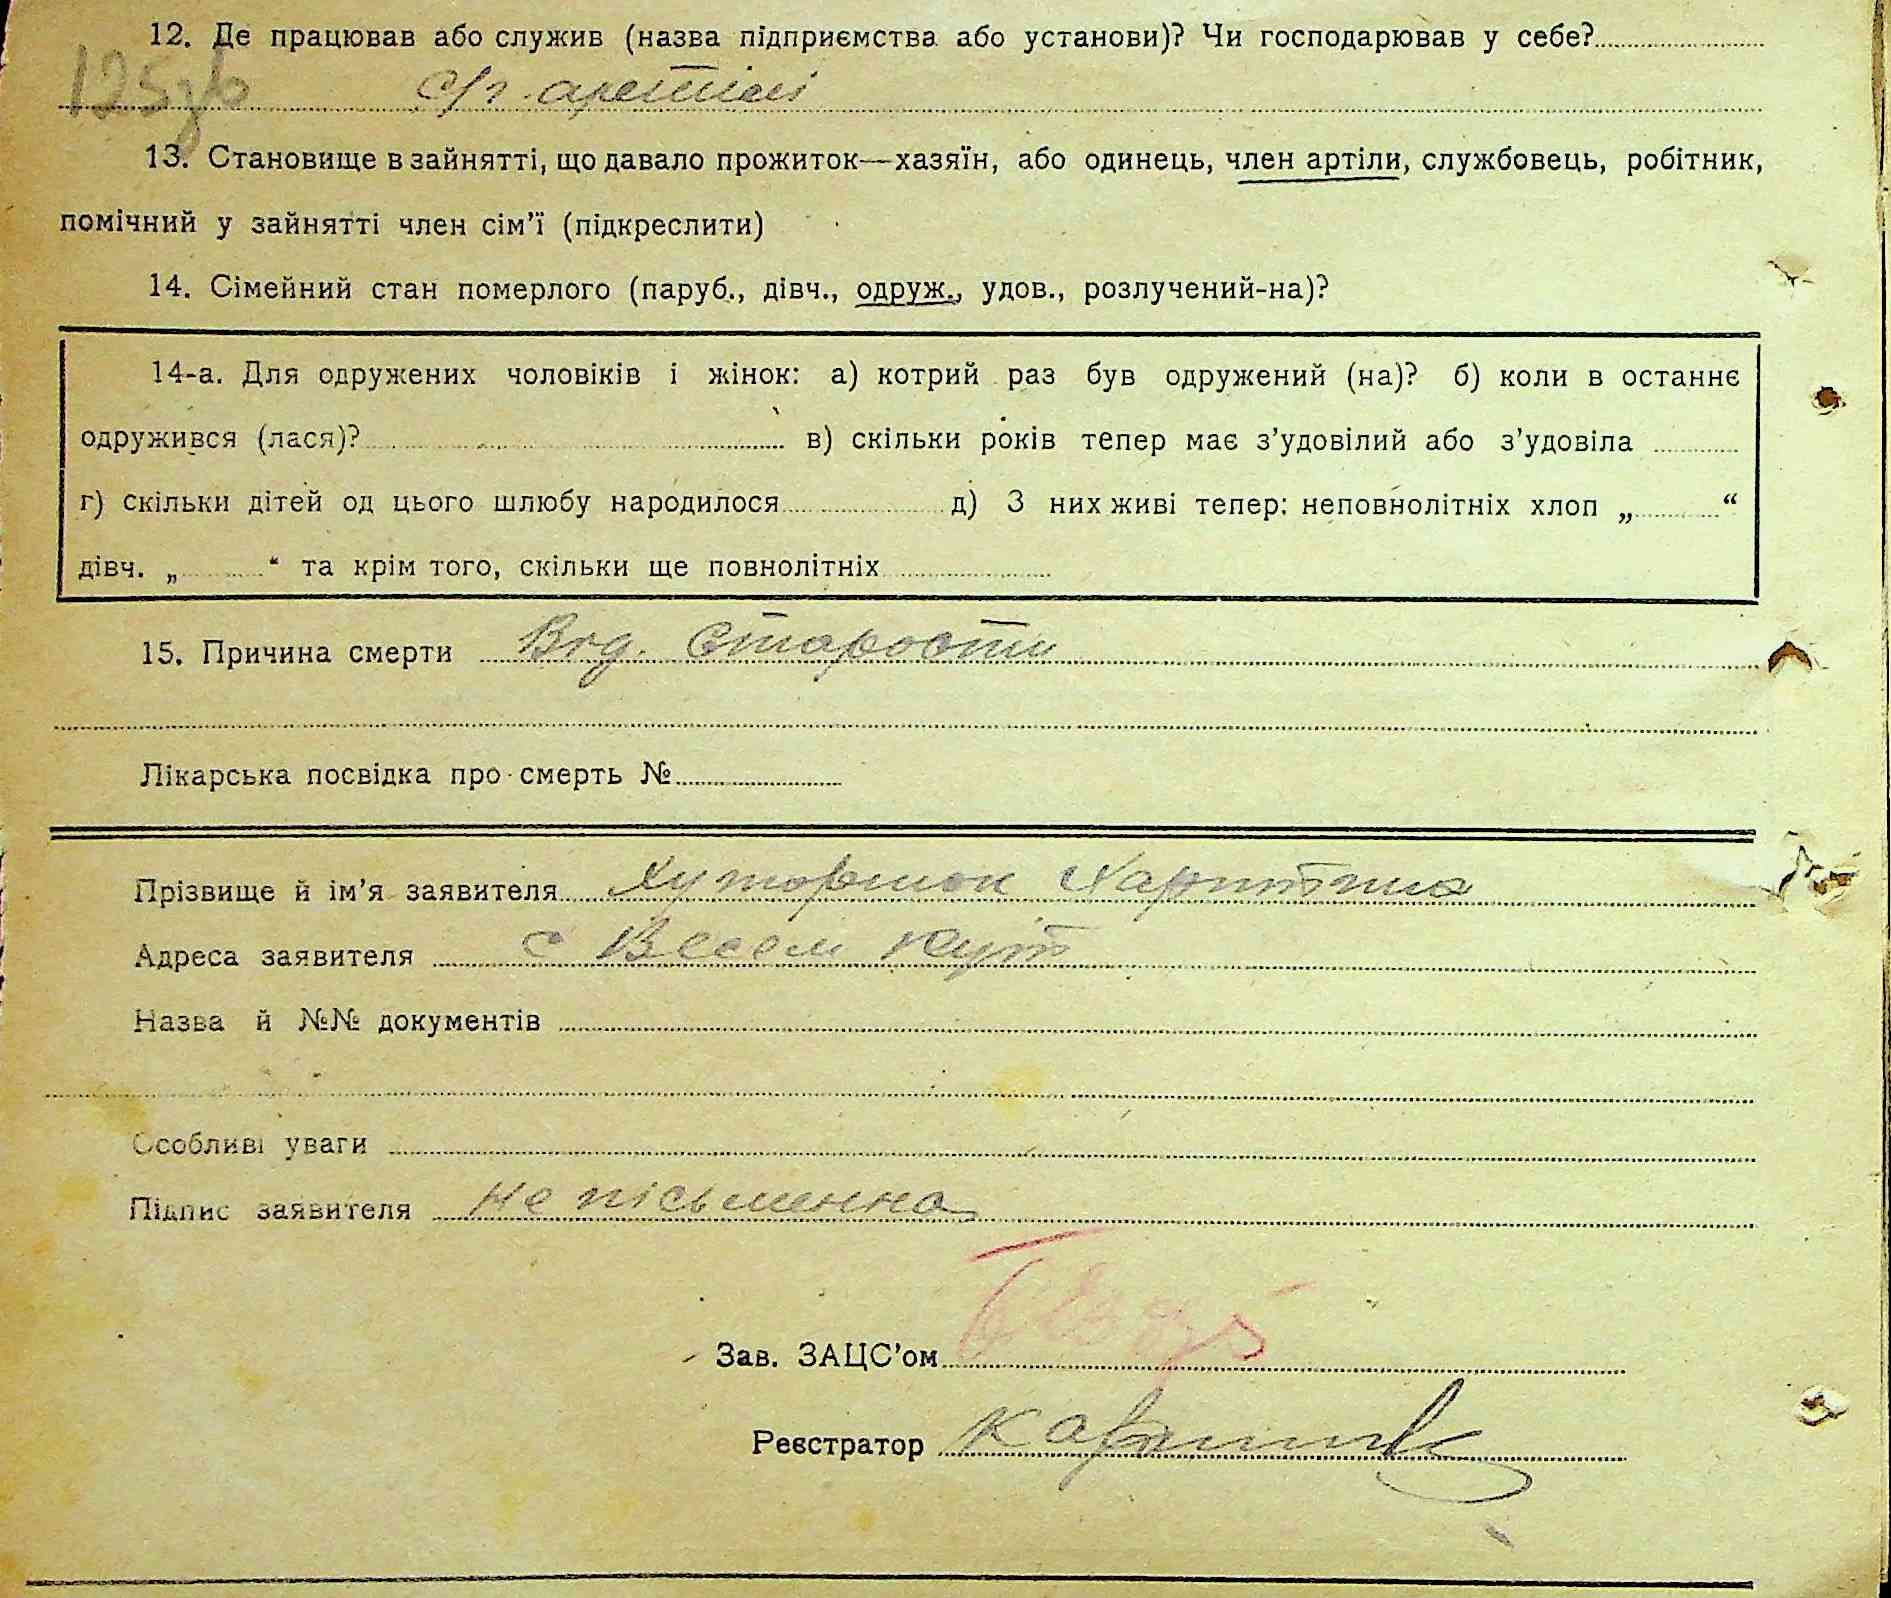 12. Де працював або служив (назва підприємства або установи)? Чи господарював у себе?
с/г артілі
13. Становище в зайнятті, що давало прожиток—хазяїн, або одинець, член артіли, службовець, робітник,
помічний у зайнятті член сім’ї (підкреслити)
14. Сімейний стан померлого (паруб., дівч., одруж., удов., розлучений-на)?
14-а. Для одружених чоловіків і жінок: а) котрий раз був одружений (на)? б) коли в останнє
одружився (лася)? в) скільки років тепер має з’удовілий або з’удовіла
г) скільки дітей од цього шлюбу народилося д) З них живі тепер: неповнолітніх хлоп „ “
дівч. „ “ та крім того, скільки ще повнолітніх
15. Причина смерти Від. Старости
Лікарська посвідка про смерть №
Прізвище й ім’я заявителя
Адреса заявителя с Весел Кут
Назва й №№ документів
Особливі уваги
Підпис заявителя не письменна
Зав. ЗАЦС’ом
Реєстратор